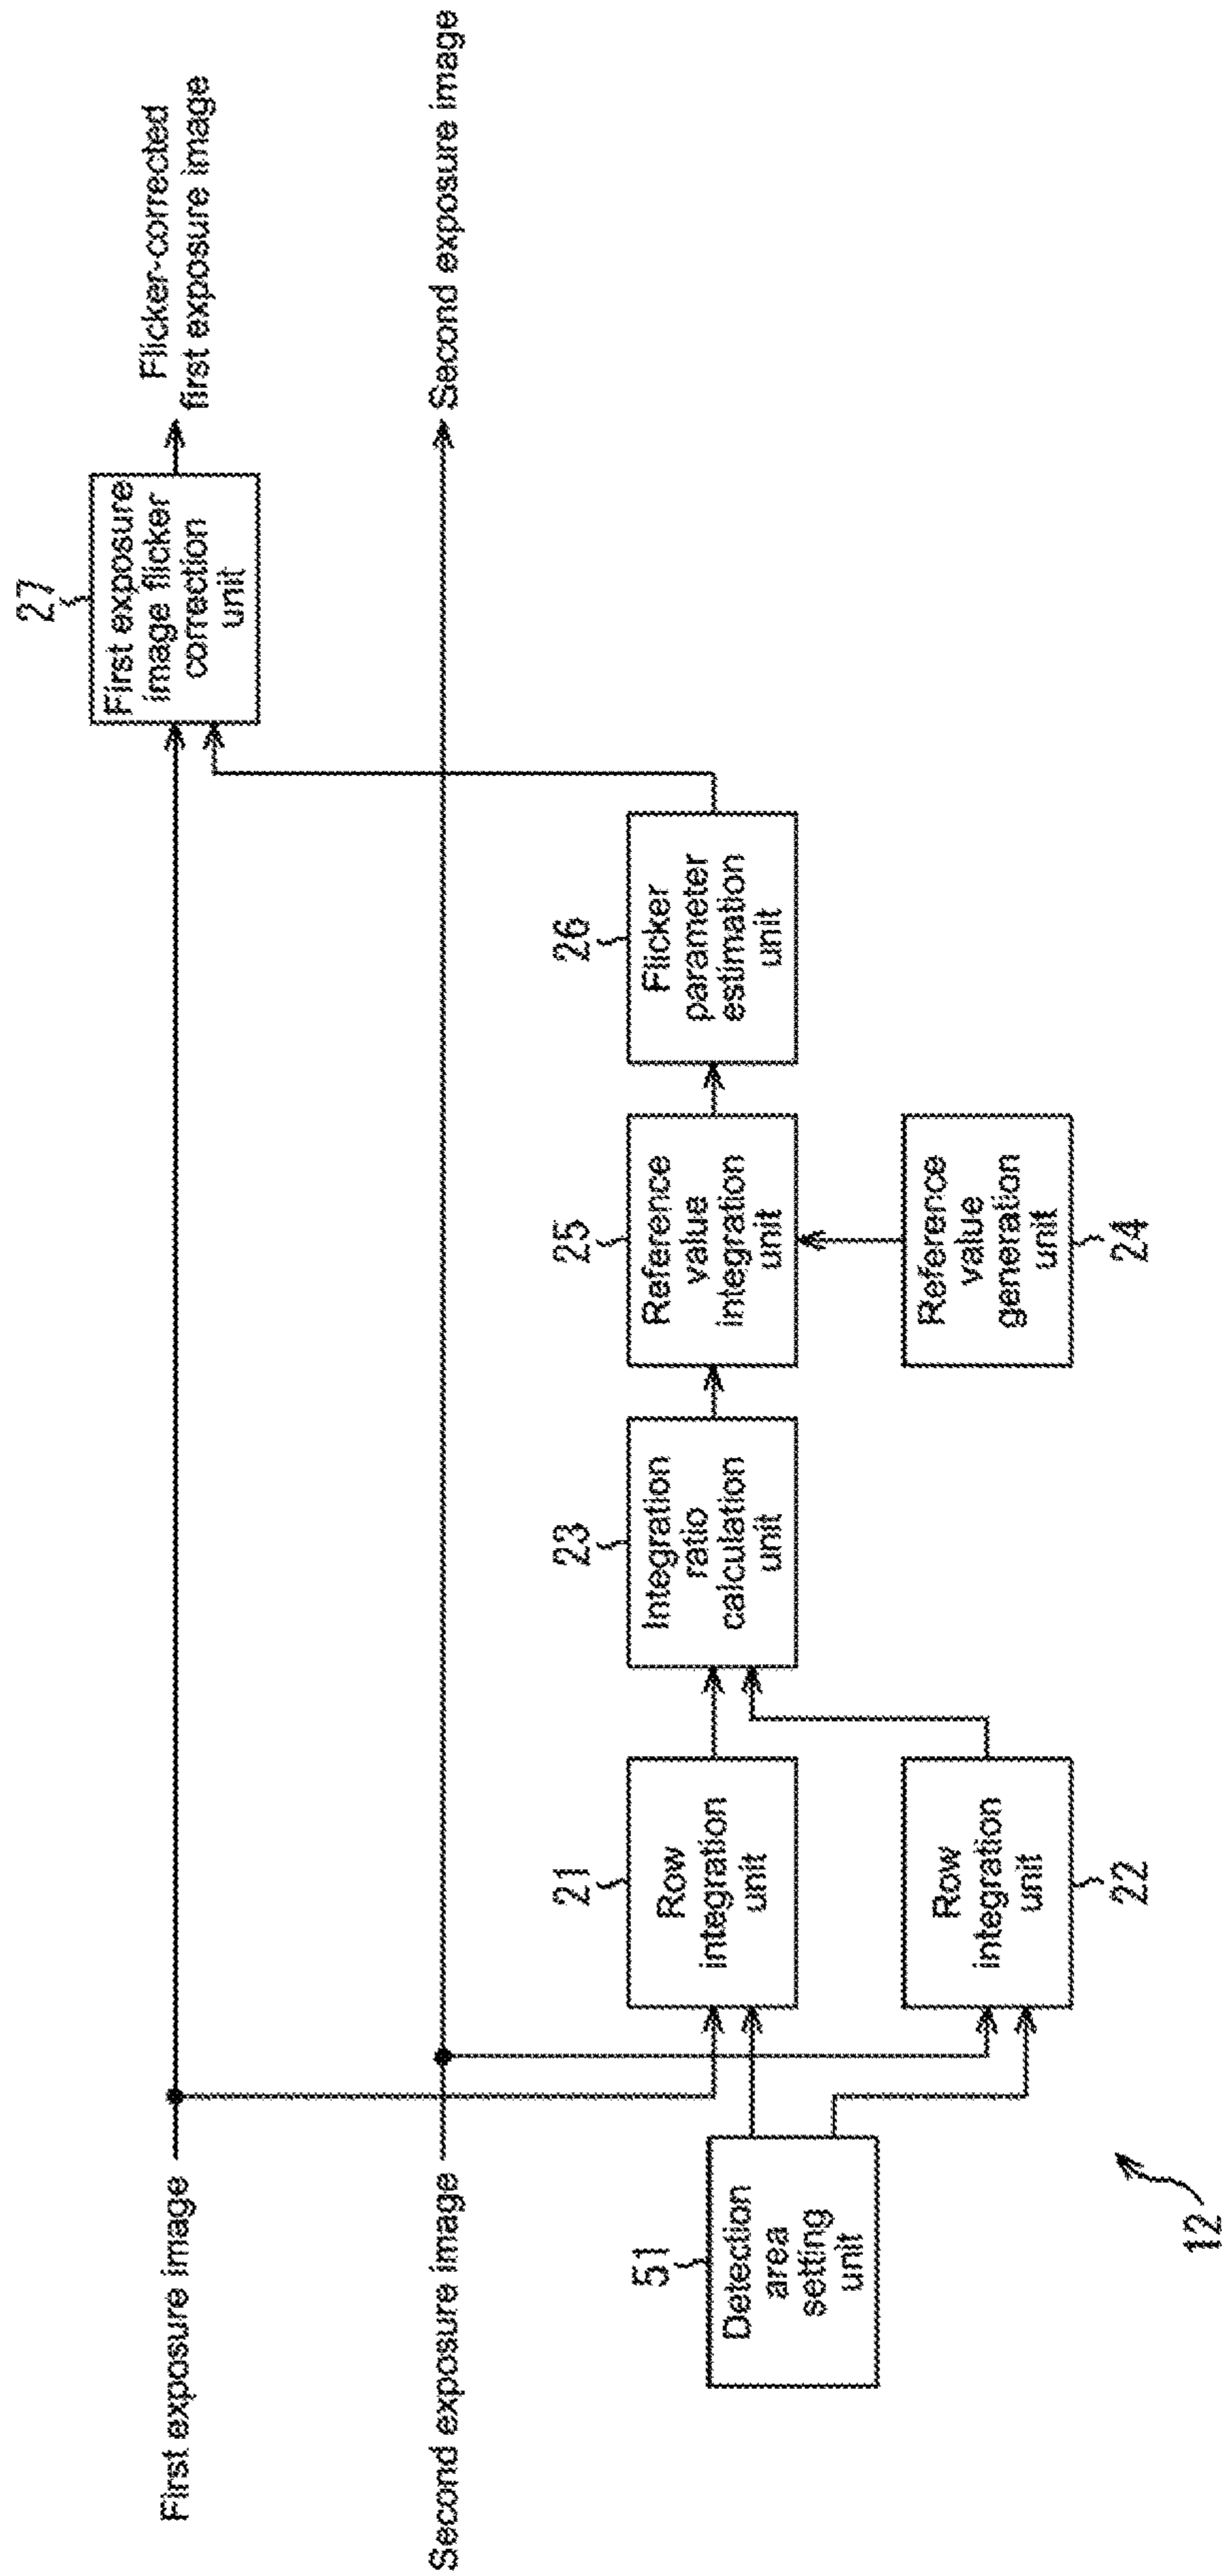 First exposure image
Second exposure image
51
Detection
area
setting
unit
21
Row
integration
unit
Row
integration
unit
22
23
Integration
ratio
calculation
unit
25
Reference
value
integration
unit
Reference
value
generation
unit
24
26
Flicker
parameter
estimation
unit
27
First exposure
image flicker
correction
unit
Flicker-corrected
first exposure image
Second exposure image
12